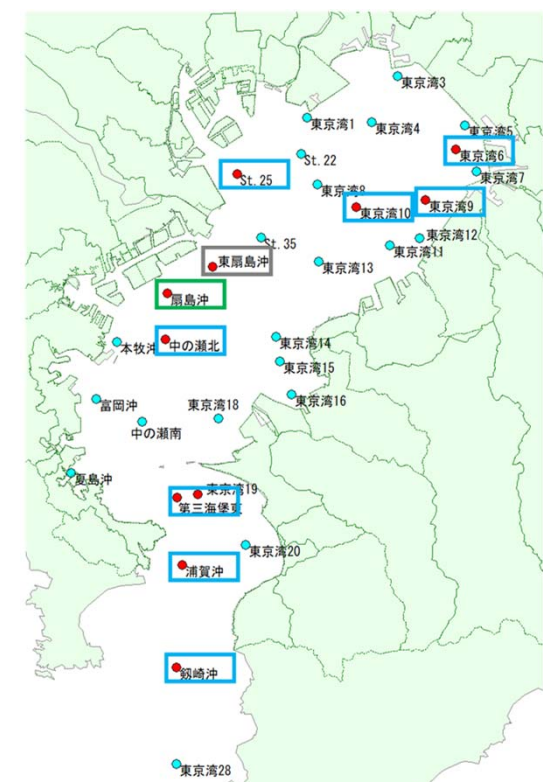 東京湾3
東京湾1
東京湾4
東京湾5
東京湾6
St.22
東京湾7
St.25
東京湾8
東京湾10
東京湾9
St.35
東京湾12
東京湾11
東扇島沖
東京湾13
扇島沖
本牧沖
中の瀬北
東京湾14
東京湾15
東京湾16
富岡沖
東京湾18
中の瀬南
夏島沖
東京湾19
第三海堡東
東京湾20
浦賀沖
剱崎沖
東京湾28